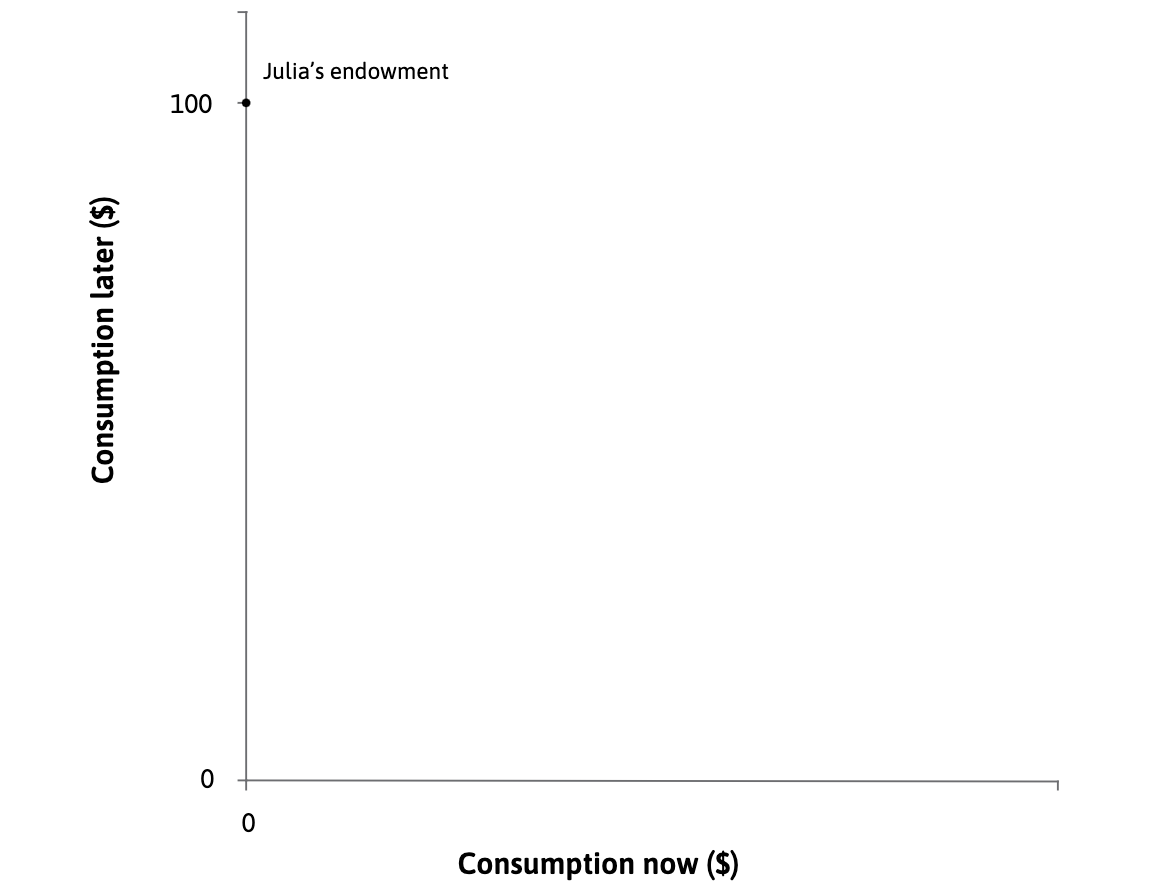 Julia’s endowment
100
Consumption later ($)
0
0
Consumption now ($)